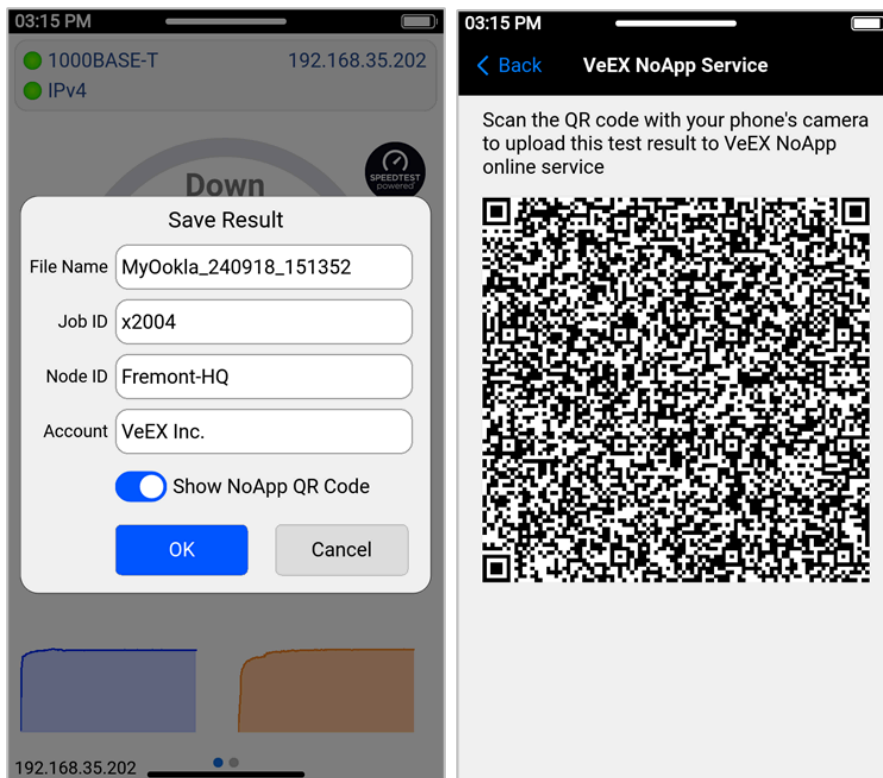 03:15 PM
1000BASE-T 192.168.35.202
IPv4
Down
SPEEDTEST
powered
Save Result
File Name MyOokla_240918_151352
Job ID x2004
Node ID Fremont-HQ
Account VeEX Inc.
Show NoApp QR Code
OK Cancel
192.168.35.202
03:15 PM
Back VeEX NoApp Service
Scan the QR code with your phone's camera
to upload this test result to VeEX NoApp
online service